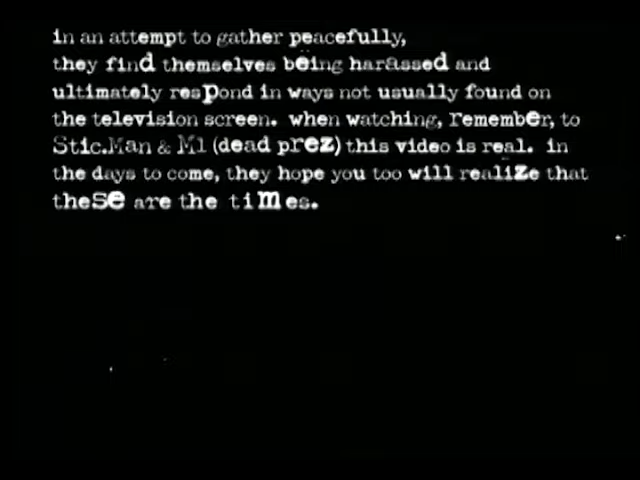 in an attempt to gather peacefully,
they find themselves being harassed and
ultimately respond in ways not usually found on
the television screen. when watching, remember, to
Stic.Man & M1 (dead prez) this video is real. in
the days to come, they hope you too will realize that
these are the times.